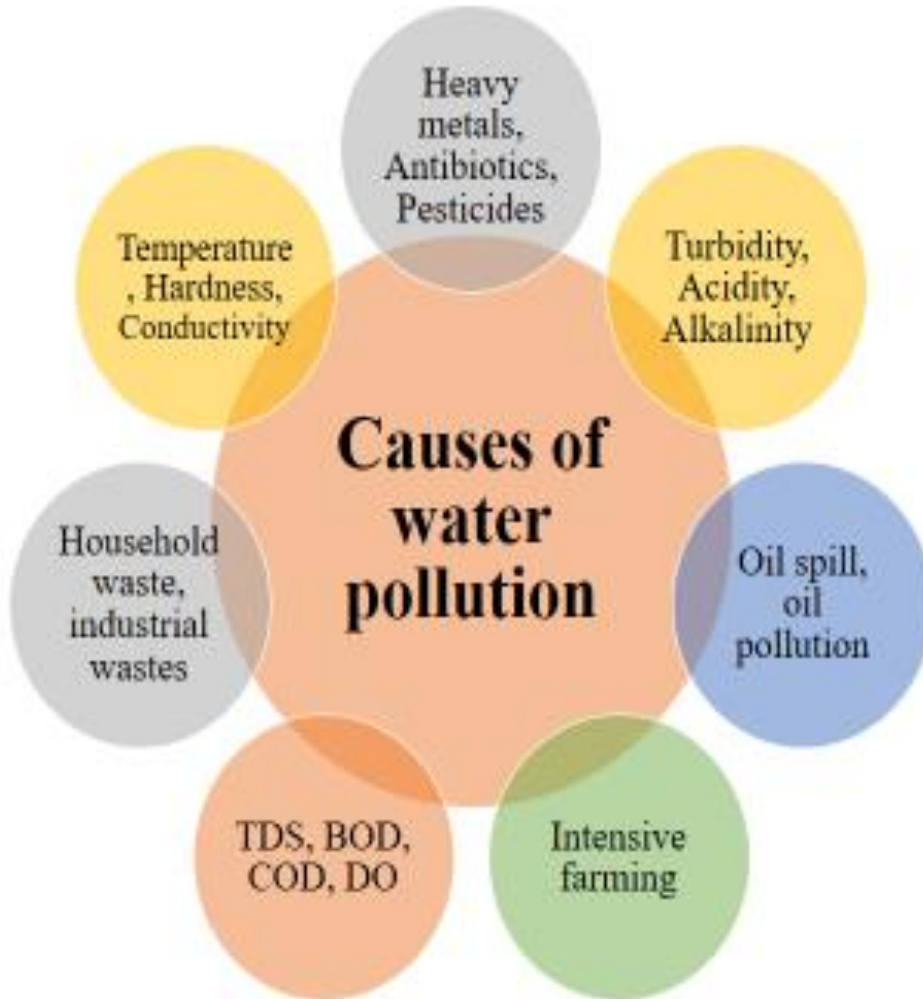 Heavy
metals,
Antibiotics,
Pesticides
Turbidity,
Acidity,
Alkalinity
Oil spill,
oil
pollution
Intensive
farming
TDS, BOD,
COD, DO
Household
waste,
industrial
wastes
Temperature
, Hardness,
Conductivity
Causes of
water
pollution